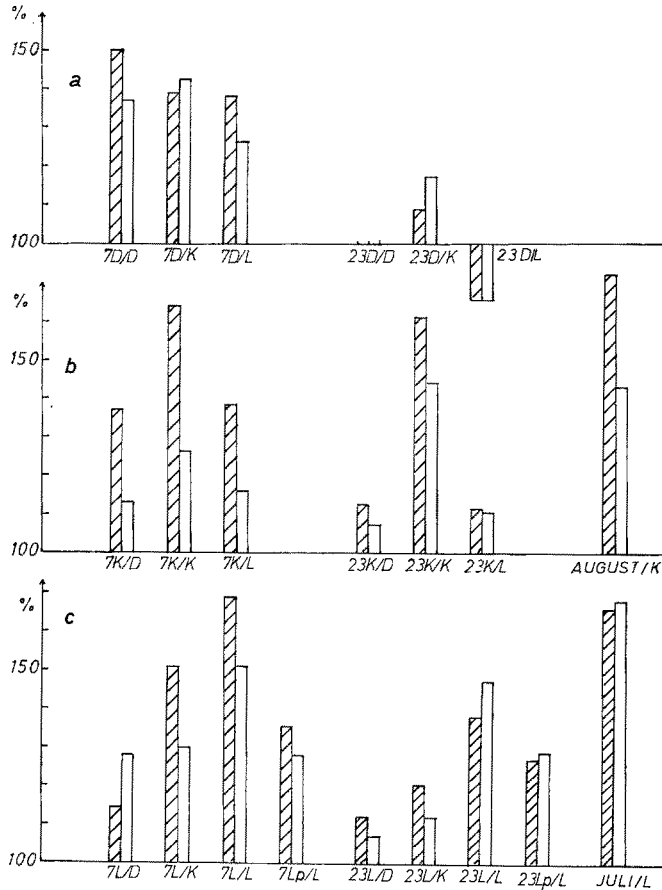 %
150
a
100
7D/D 7D/K 7D/L 23D/D 23D/K 23D/L
%
150
b
100
7K/D 7K/K 7K/L 23K/D 23K/K 23K/L AUGUST/K
%
c
150
100
7L/D 7L/K 7L/L 7Lp/L 23L/D 23L/K 23L/L 23Lp/L JULI/L